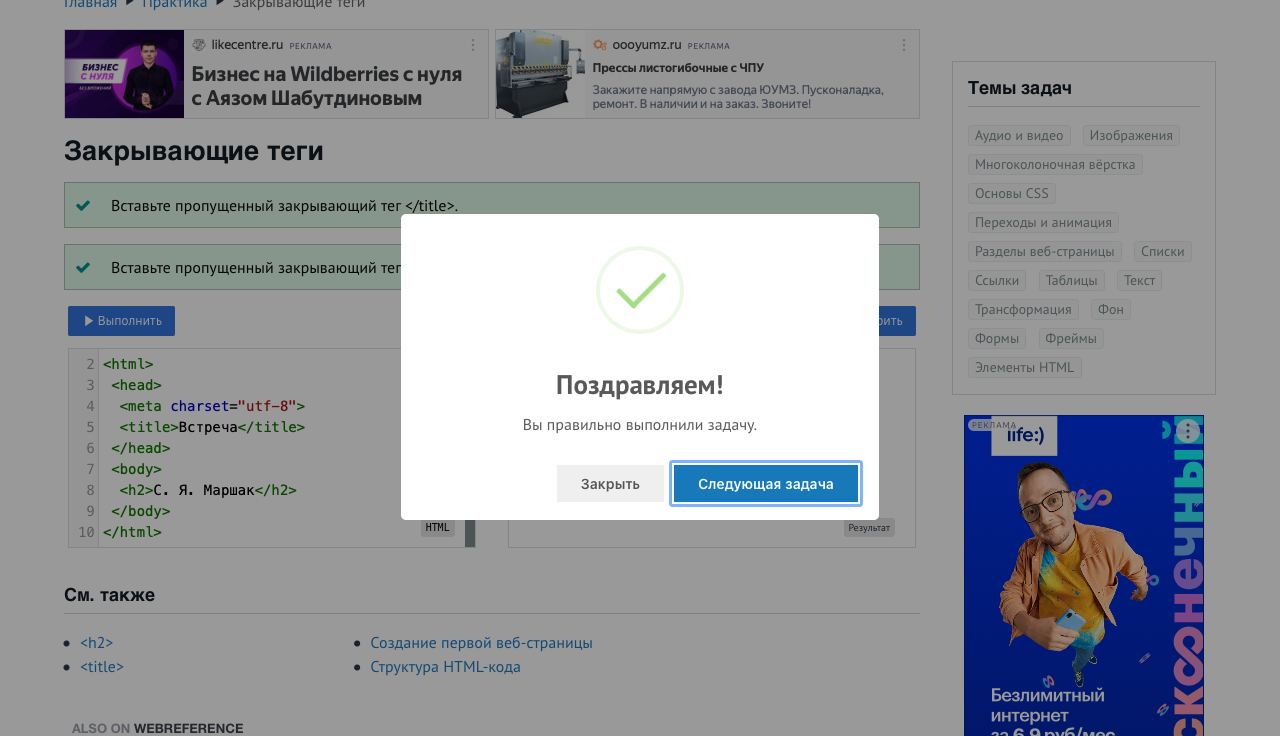 Главная
Практика
Закрывающие теги
БИЗНЕС
С НУЛЯ
likecentre.ru РЕКЛАМА
Бизнес на Wildberries с нуля
с Аязом Шабутдиновым
oooyumz.ru РЕКЛАМА
Прессы листогибочные с ЧПУ
Закажите напрямую с завода ЮУМЗ. Пусконаладка,
ремонт. В наличии и на заказ. Звоните!
Закрывающие теги
Вставьте пропущенный закрывающий тег </title>.
Вставьте пропущенный закрывающий тег
Выполнить
2 <html>
3 <head>
4 <meta charset="utf-8">
5 <title>Встреча</title>
6 </head>
7 <body>
8 <h2>С. Я. Маршак</h2>
9 </body>
10 </html>
HTML
Результат
Поздравляем!
Вы правильно выполнили задачу.
Закрыть
Следующая задача
См. также
<h2>
<title>
Создание первой веб-страницы
Структура HTML-кода
ALSO ON WEBREFERENCE
Темы задач
Аудио и видео Изображения
Многоколоночная вёрстка
Основы CSS
Переходы и анимация
Разделы веб-страницы Списки
Ссылки Таблицы Текст
Трансформация Фон
Формы Фреймы
Элементы HTML
РЕКЛАМА
life:)
Безлимитный
интернет
за 6,9 руб/мес